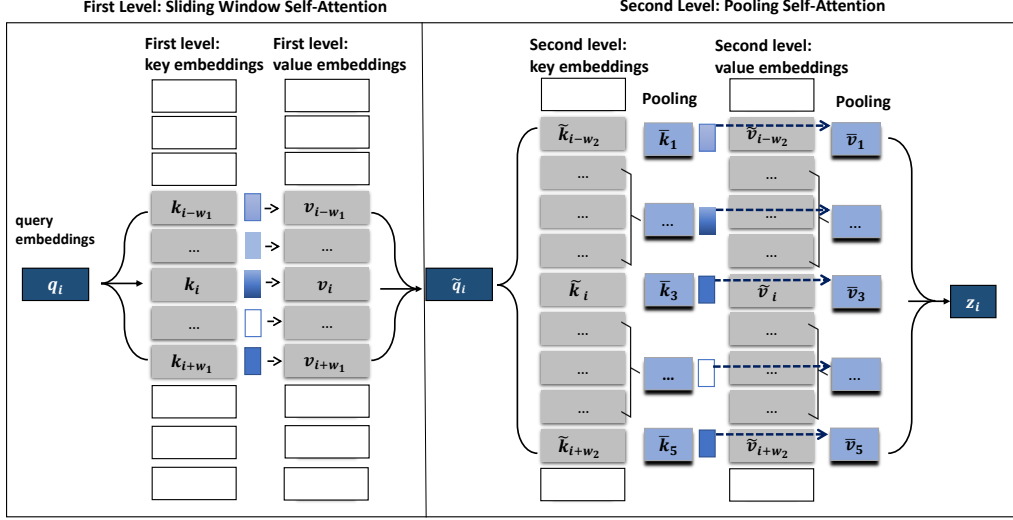 First Level: Sliding Window Self-Attention
Second Level: Pooling Self-Attention
First level:
key embeddings
First level:
value embeddings
query
embeddings
q_i
k_{i-w_1}
...
k_i
...
k_{i+w_1}
v_{i-w_1}
...
v_i
...
v_{i+w_1}
q̃_i
Second level:
key embeddings
Pooling
Second level:
value embeddings
Pooling
k̃_{i-w_2}
...
...
...
k̃_i
...
...
...
k̃_{i+w_2}
k̄_1
...
k̄_3
...
k̄_5
ṽ_{i-w_2}
...
...
...
ṽ_i
...
...
...
ṽ_{i+w_2}
v̄_1
...
v̄_3
...
v̄_5
z_i